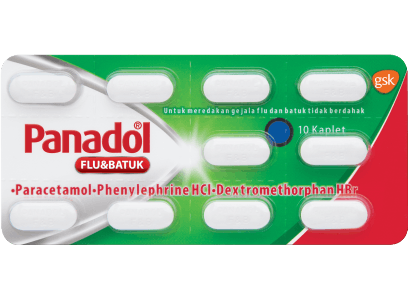 Untuk meredakan gejala flu dan batuk tidak berdahak
gsk
Panadol®
10 Kaplet
FLU&BATUK
•Paracetamol•Phenylephrine HCl•Dextromethorphan HBr